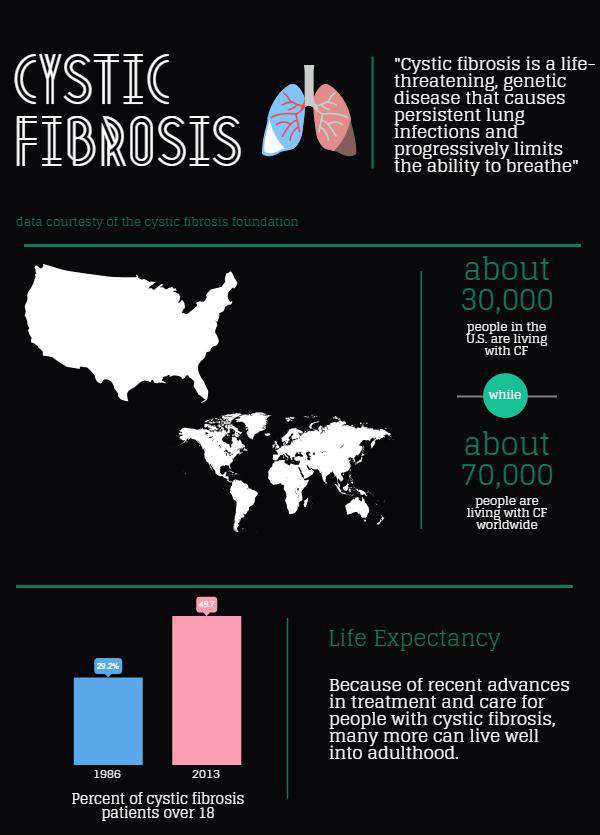 CYSTIC
FIBROSIS
"Cystic fibrosis is a life-
threatening, genetic
disease that causes
persistent lung
infections and
progressively limits
the ability to breathe"
data courtesty of the cystic fibrosis foundation
about
30,000
people in the
U.S. are living
with CF
while
about
70,000
people are
living with CF
worldwide
49.7
29.2%
1986
2013
Percent of cystic fibrosis
patients over 18
Life Expectancy
Because of recent advances
in treatment and care for
people with cystic fibrosis,
many more can live well
into adulthood.